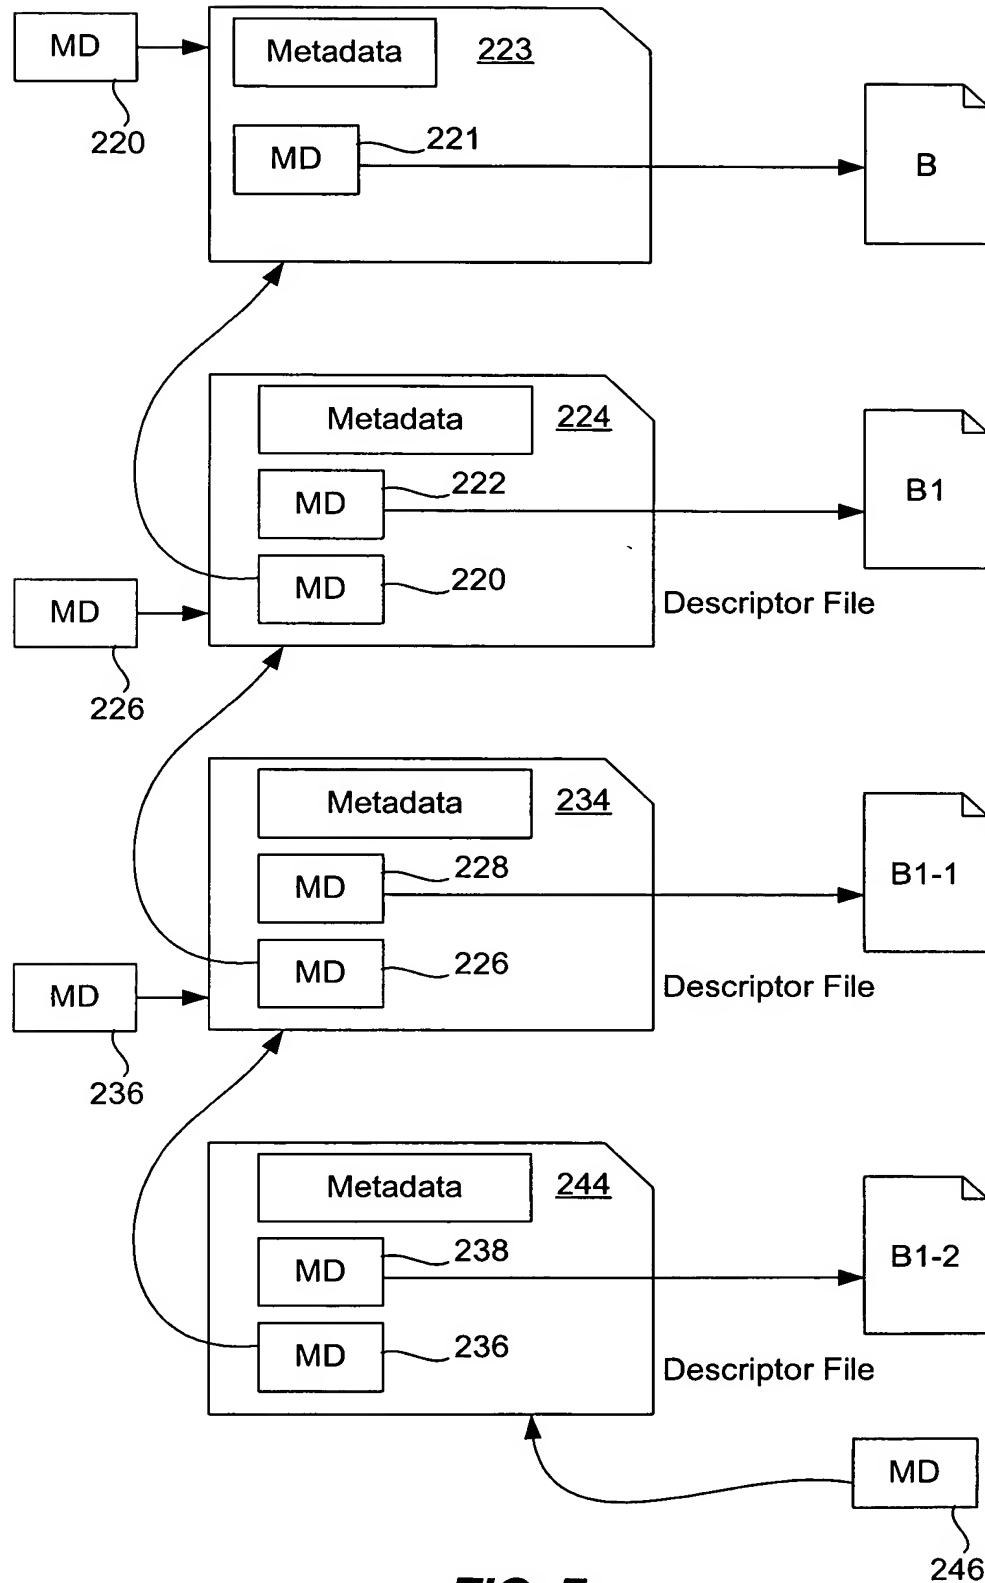 MD
220
Metadata 223
MD 221
B
Metadata 224
MD 222
B1
MD 220
Descriptor File
MD
226
Metadata 234
MD 228
B1-1
MD 226
Descriptor File
MD
236
Metadata 244
MD 238
B1-2
MD 236
Descriptor File
MD
246